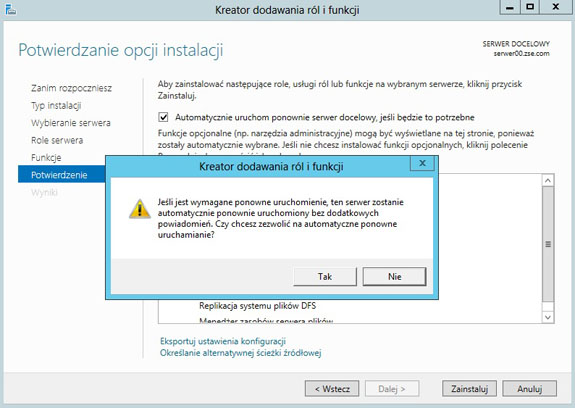 Kreator dodawania ról i funkcji
Potwierdzanie opcji instalacji
SERWER DOCELOWY
serwer00.zse.com
Zanim rozpoczniesz
Typ instalacji
Wybieranie serwera
Role serwera
Funkcje
Potwierdzenie
Wyniki
Aby zainstalować następujące role, usługi ról lub funkcje na wybranym serwerze, kliknij przycisk
Zainstaluj.
Automatycznie uruchom ponownie serwer docelowy, jeśli będzie to potrzebne
Funkcje opcjonalne (np. narzędzia administracyjne) mogą być wyświetlane na tej stronie, ponieważ
zostały automatycznie wybrane. Jeśli nie chcesz instalować funkcji opcjonalnych, kliknij polecenie
Kreator dodawania ról i funkcji
Jeśli jest wymagane ponowne uruchomienie, ten serwer zostanie
automatycznie ponownie uruchomiony bez dodatkowych
powiadomień. Czy chcesz zezwolić na automatyczne ponowne
uruchamianie?
Tak
Nie
Replikacja systemu plików DFS
Menedżer zasobów serwera plików
Eksportuj ustawienia konfiguracji
Określanie alternatywnej ścieżki źródłowej
< Wstecz
Dalej >
Zainstaluj
Anuluj